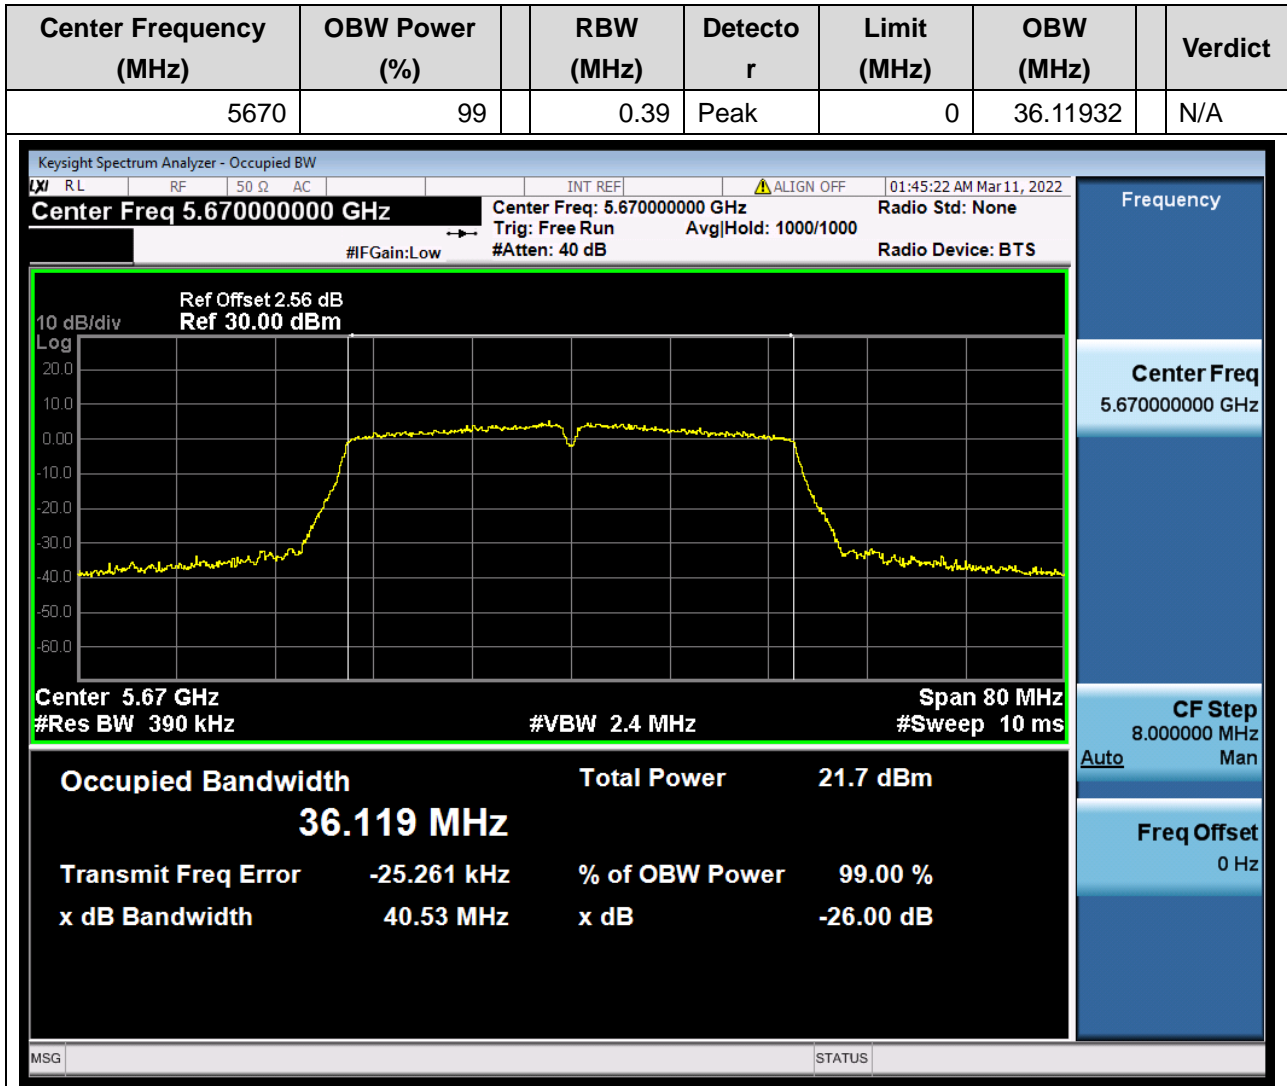 Center Frequency (MHz) OBW Power (%) RBW (MHz) Detecto r Limit (MHz) OBW (MHz) Verdict
5670 99 0.39 Peak 0 36.11932 N/A
Keysight Spectrum Analyzer - Occupied BW
LXI RL RF 50 Ω AC INT REF ALIGN OFF 01:45:22 AM Mar 11, 2022
Center Freq 5.670000000 GHz
Center Freq: 5.670000000 GHz Radio Std: None
Trig: Free Run Avg|Hold: 1000/1000
#IFGain:Low #Atten: 40 dB Radio Device: BTS
Ref Offset 2.56 dB
10 dB/div Ref 30.00 dBm
Log
20.0
10.0
0.00
-10.0
-20.0
-30.0
-40.0
-50.0
-60.0
Center 5.67 GHz Span 80 MHz
#Res BW 390 kHz #VBW 2.4 MHz #Sweep 10 ms
Occupied Bandwidth Total Power 21.7 dBm
36.119 MHz
Transmit Freq Error -25.261 kHz % of OBW Power 99.00 %
x dB Bandwidth 40.53 MHz x dB -26.00 dB
Frequency
Center Freq
5.670000000 GHz
CF Step
8.000000 MHz
Auto Man
Freq Offset
0 Hz
MSG STATUS